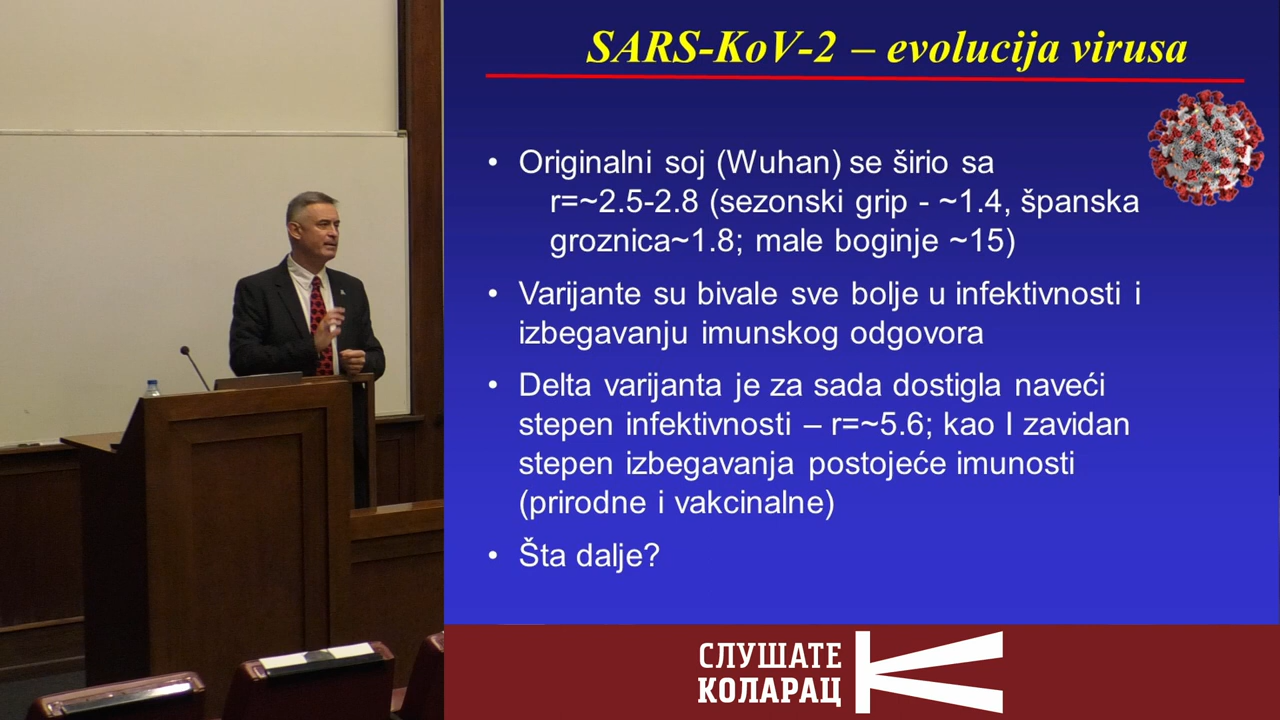 SARS-KoV-2 – evolucija virusa
• Originalni soj (Wuhan) se širio sa
r=~2.5-2.8 (sezonski grip - ~1.4, španska
groznica~1.8; male boginje ~15)
• Varijante su bivale sve bolje u infektivnosti i
izbegavanju imunskog odgovora
• Delta varijanta je za sada dostigla naveći
stepen infektivnosti – r=~5.6; kao I zavidan
stepen izbegavanja postojeće imunosti
(prirodne i vakcinalne)
• Šta dalje?
СЛУШАТЕ
КОЛАРАЦ